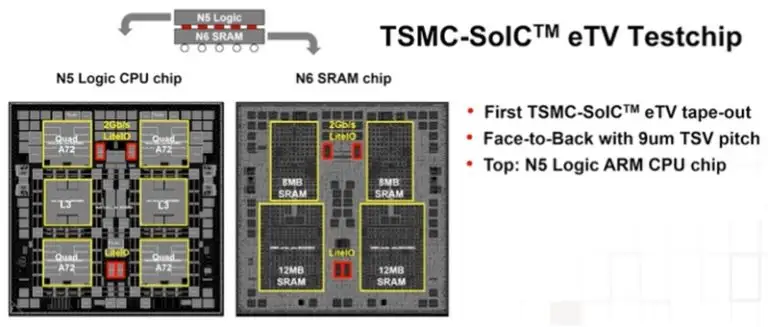 N5 Logic
N6 SRAM
TSMC-SoIC™ eTV Testchip
N5 Logic CPU chip
N6 SRAM chip
2Gb/s
LiteIO
Quad
A72
Quad
A72
L3
L3
Quad
A72
LiteIO
Quad
A72
2Gb/s
LiteIO
8MB
SRAM
8MB
SRAM
LiteIO
12MB
SRAM
12MB
SRAM
• First TSMC-SoIC™ eTV tape-out
• Face-to-Back with 9um TSV pitch
• Top: N5 Logic ARM CPU chip